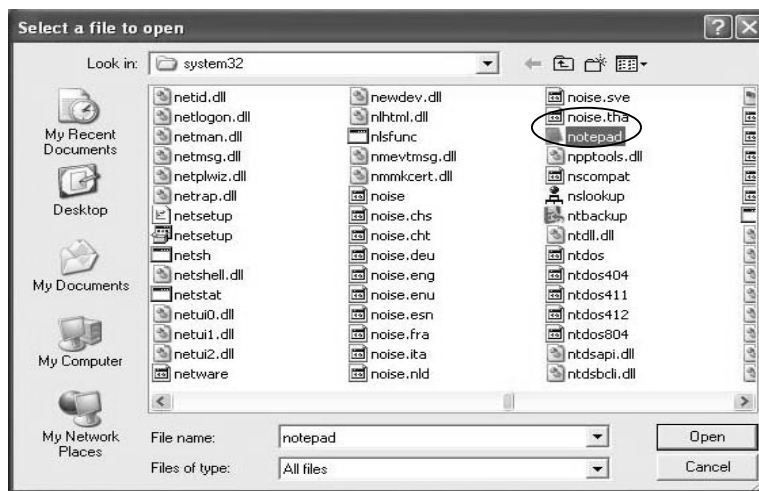 Select a file to open
Look in: system32
My Recent
Documents
Desktop
My Documents
My Computer
My Network
Places
netid.dll
netlogon.dll
netman.dll
netmsg.dll
netplwiz.dll
netrap.dll
netsetup
netsetup
netsh
netshell.dll
netstat
netui0.dll
netui1.dll
netui2.dll
netware
newdev.dll
nlhtml.dll
nlsfunc
nmevtmsg.dll
nmmkcert.dll
noise
noise.chs
noise.cht
noise.deu
noise.eng
noise.enu
noise.esn
noise.fra
noise.ita
noise.nld
noise.sve
noise.tha
notepad
npptools.dll
nscompat
nslookup
ntbackup
ntdll.dll
ntdos
ntdos404
ntdos411
ntdos412
ntdos804
ntdsapi.dll
ntdsbcli.dll
File name: notepad
Open
Files of type: All files
Cancel